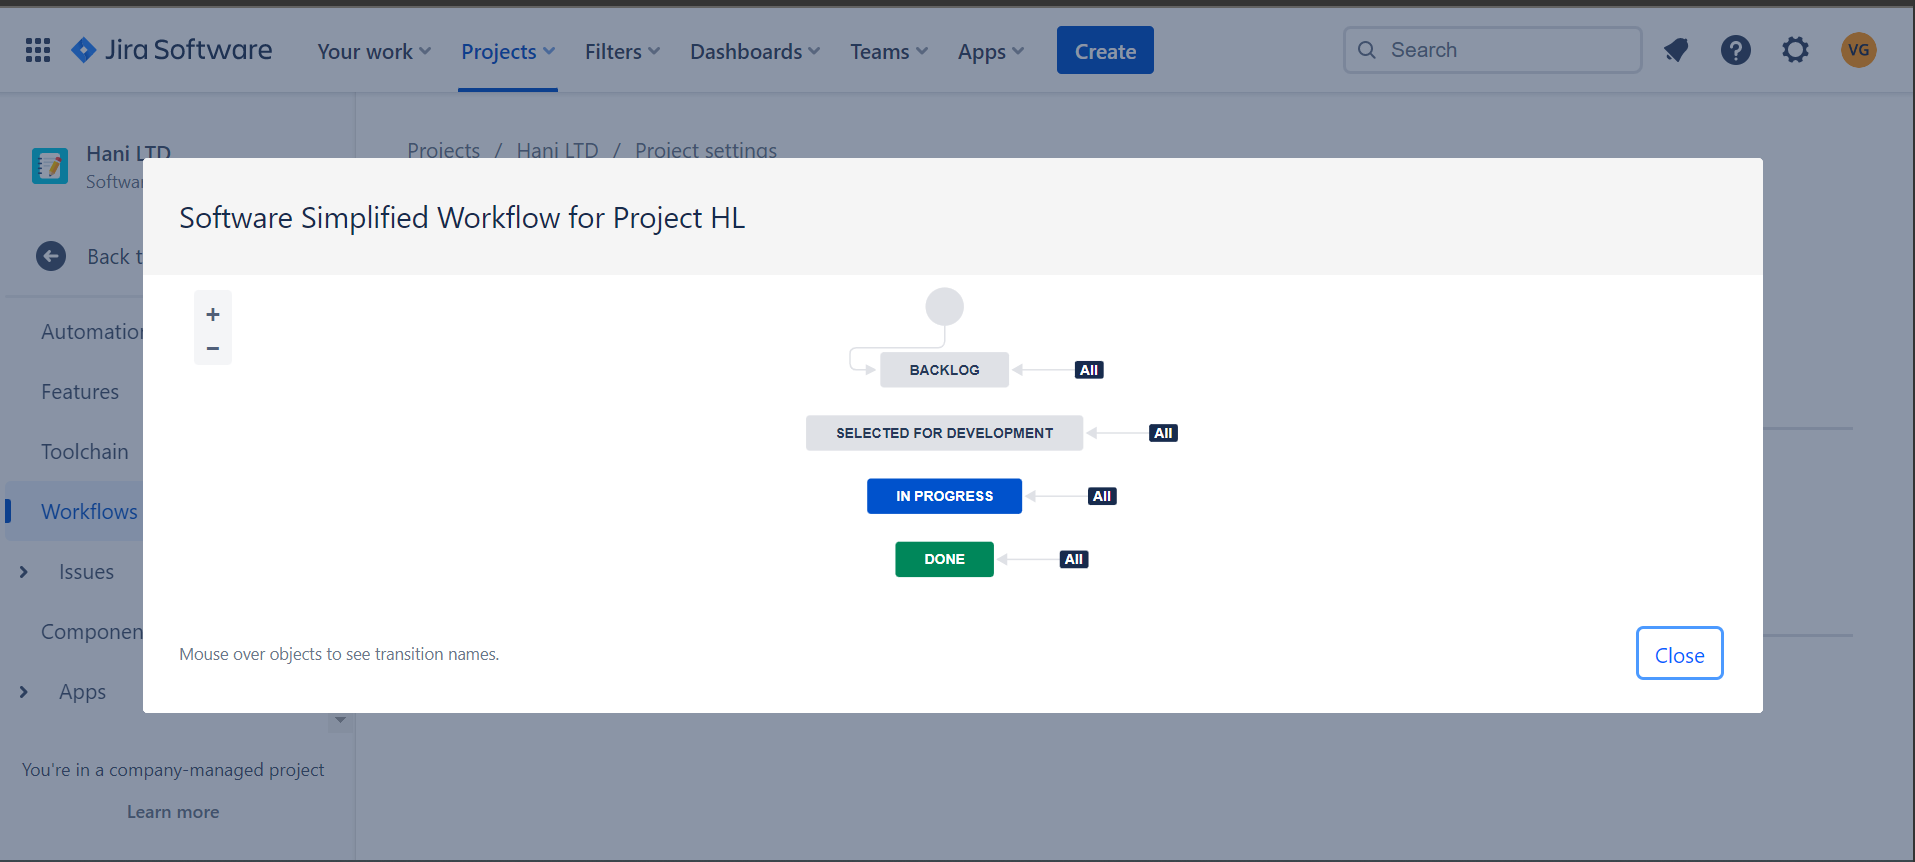 Jira Software
Your work
Projects
Filters
Dashboards
Teams
Apps
Create
Search
VG
Hani LTD
Softwar
Projects / Hani LTD / Project settings
Back t
Automation
Features
Toolchain
Workflows
Issues
Componen
Apps
You're in a company-managed project
Learn more
Software Simplified Workflow for Project HL
+
−
BACKLOG
All
SELECTED FOR DEVELOPMENT
All
IN PROGRESS
All
DONE
All
Mouse over objects to see transition names.
Close